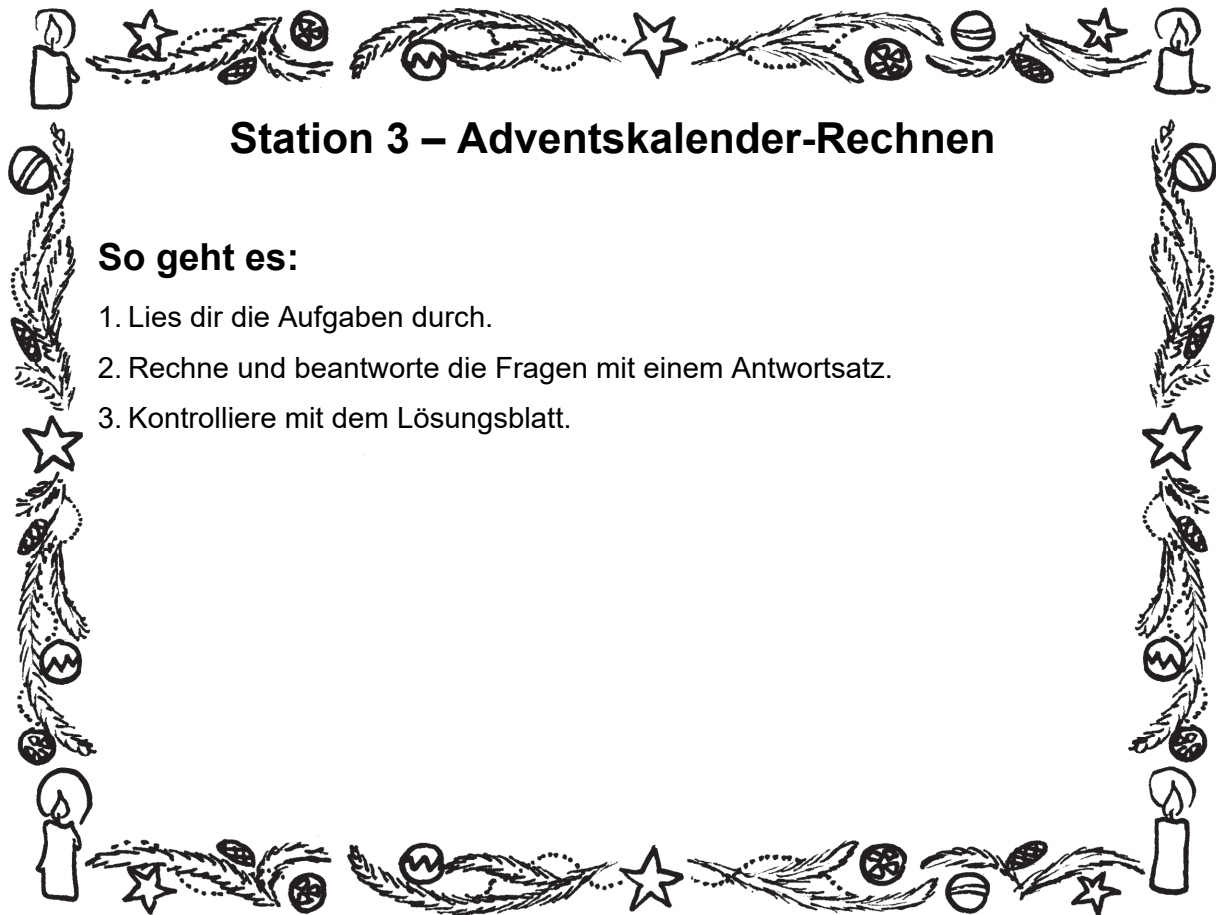 Station 3 – Adventskalender-Rechnen
So geht es:
1. Lies dir die Aufgaben durch.
2. Rechne und beantworte die Fragen mit einem Antwortsatz.
3. Kontrolliere mit dem Lösungsblatt.